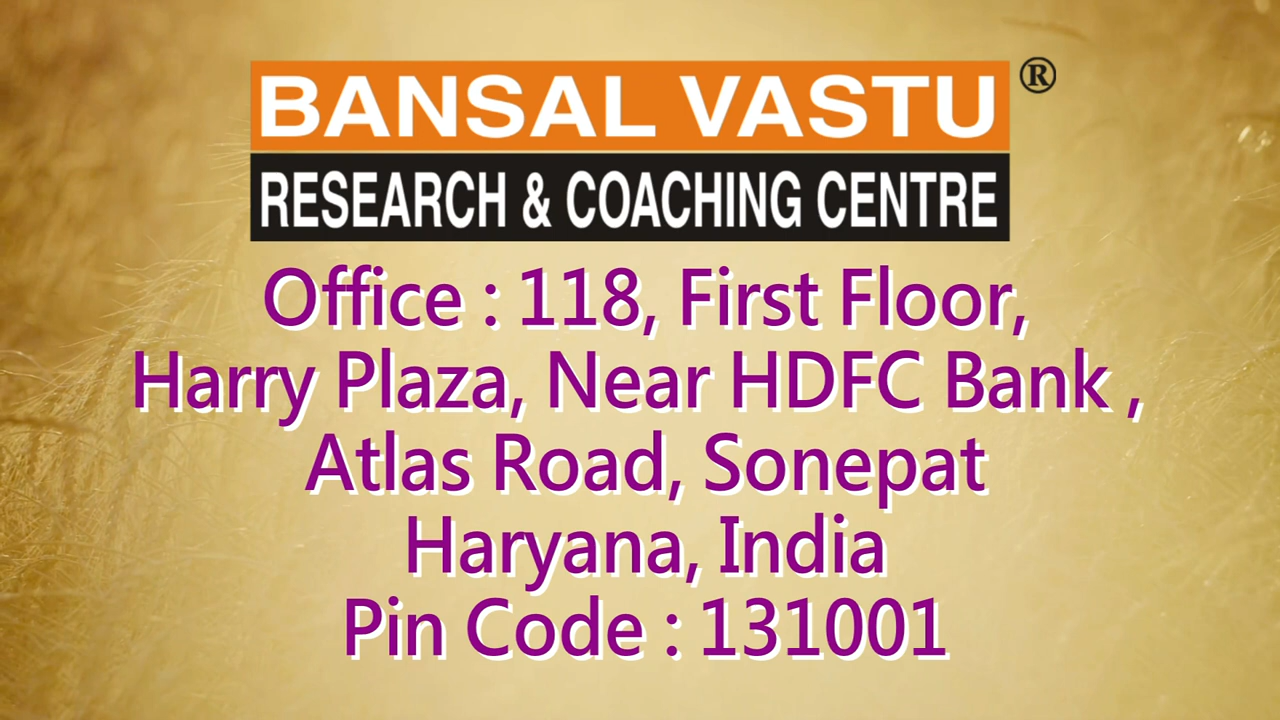 BANSAL VASTU ®
RESEARCH & COACHING CENTRE
Office : 118, First Floor,
Harry Plaza, Near HDFC Bank ,
Atlas Road, Sonepat
Haryana, India
Pin Code : 131001